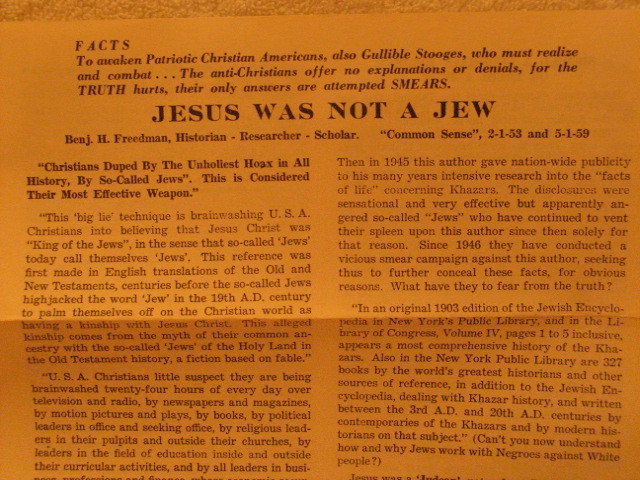 FACTS
To awaken Patriotic Christian Americans, also Gullible Stooges, who must realize
and combat . . . The anti-Christians offer no explanations or denials, for the
TRUTH hurts, their only answers are attempted SMEARS.
JESUS WAS NOT A JEW
Benj. H. Freedman, Historian - Researcher - Scholar. "Common Sense", 2-1-53 and 5-1-59
"Christians Duped By The Unholiest Hoax in All
History, By So-Called Jews". This is Considered
Their Most Effective Weapon."
"This 'big lie' technique is brainwashing U. S. A.
Christians into believing that Jesus Christ was
"King of the Jews", in the sense that so-called 'Jews'
today call themselves 'Jews'. This reference was
first made in English translations of the Old and
New Testaments, centuries before the so-called Jews
highjacked the word 'Jew' in the 19th A.D. century
to palm themselves off on the Christian world as
having a kinship with Jesus Christ. This alleged
kinship comes from the myth of their common an-
cestry with the so-called 'Jews' of the Holy Land in
the Old Testament history, a fiction based on fable."
"U. S. A. Christians little suspect they are being
brainwashed twenty-four hours of every day over
television and radio, by newspapers and magazines,
by motion pictures and plays, by books, by political
leaders in office and seeking office, by religious lead-
ers in their pulpits and outside their churches, by
leaders in the field of education inside and outside
their curricular activities, and by all leaders in busi-
Then in 1945 this author gave nation-wide publicity
to his many years intensive research into the "facts
of life" concerning Khazars. The disclosures were
sensational and very effective but apparently an-
gered so-called "Jews" who have continued to vent
their spleen upon this author since then solely for
that reason. Since 1946 they have conducted a
vicious smear campaign against this author, seeking
thus to further conceal these facts, for obvious
reasons. What have they to fear from the truth?
"In an original 1903 edition of the Jewish Encyclo-
pedia in New York's Public Library, and in the Li-
brary of Congress, Volume IV, pages 1 to 5 inclusive,
appears a most comprehensive history of the Kha-
zars. Also in the New York Public Library are 327
books by the world's greatest historians and other
sources of reference, in addition to the Jewish En-
cyclopedia, dealing with Khazar history, and written
between the 3rd A.D. and 20th A.D. centuries by
contemporaries of the Khazars and by modern his-
torians on that subject." (Can't you now understand
how and why Jews work with Negroes against White
people?)
Jesus was a